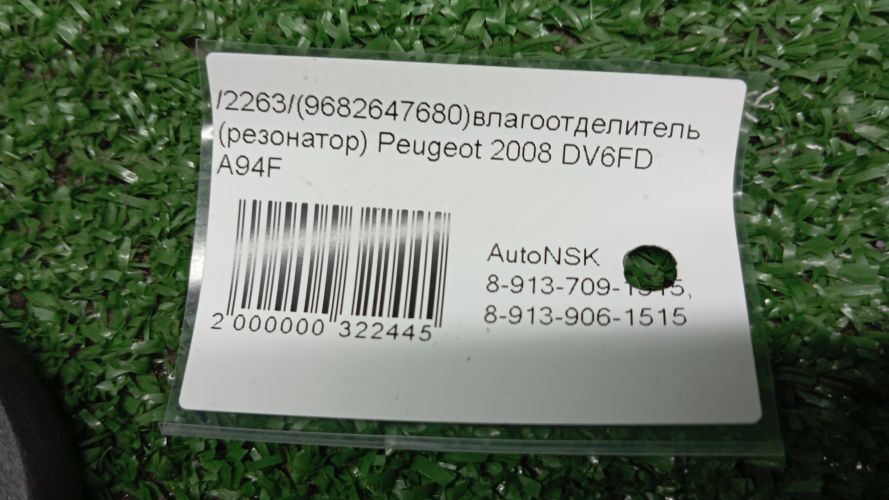 /2263/(9682647680)влагоотделитель
(резонатор) Peugeot 2008 DV6FD
A94F
AutoNSK
8-913-709-1515,
8-913-906-1515
2 000000 322445